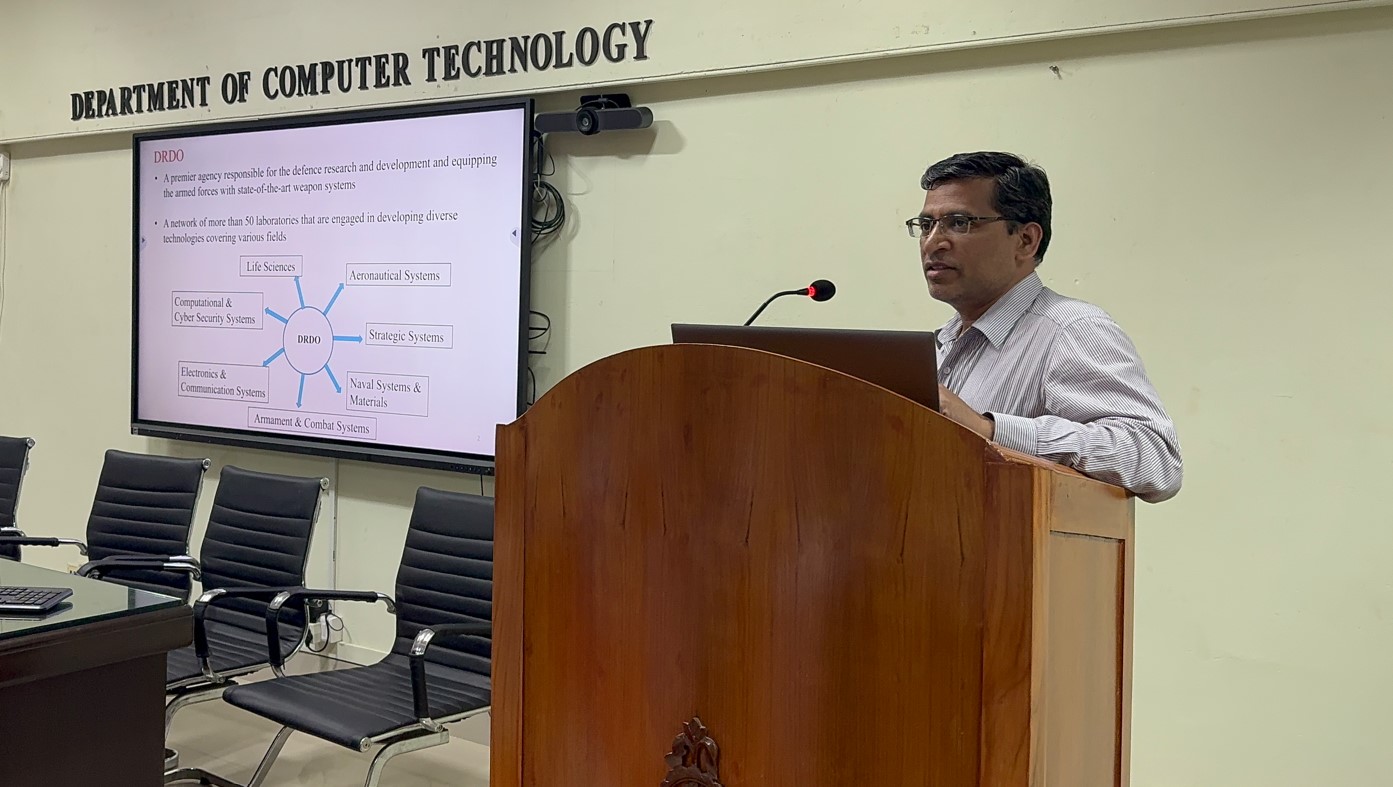 DEPARTMENT OF COMPUTER TECHNOLOGY
DRDO
• A premier agency responsible for the defence research and development and equipping
the armed forces with state-of-the-art weapon systems
• A network of more than 50 laboratories that are engaged in developing diverse
technologies covering various fields
Life Sciences
Aeronautical Systems
Computational &
Cyber Security Systems
DRDO
Strategic Systems
Electronics &
Communication Systems
Naval Systems &
Materials
Armament & Combat Systems
2